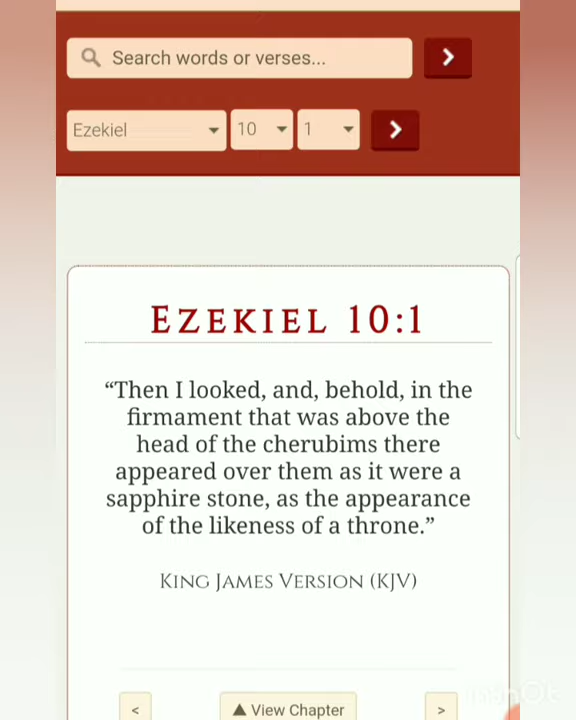 Search words or verses...
Ezekiel 10 1
EZEKIEL 10:1
“Then I looked, and, behold, in the
firmament that was above the
head of the cherubims there
appeared over them as it were a
sapphire stone, as the appearance
of the likeness of a throne.”
KING JAMES VERSION (KJV)
< ▲ View Chapter >